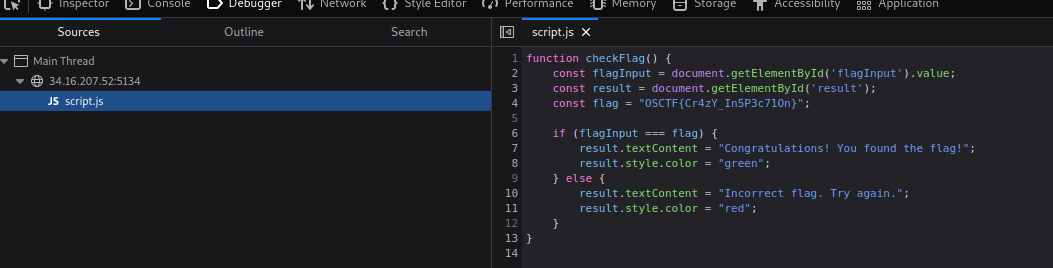 Inspector Console Debugger Network Style Editor Performance Memory Storage Accessibility Application
Sources Outline Search
Main Thread
34.16.207.52:5134
JS script.js
script.js
1 function checkFlag() {
2 const flagInput = document.getElementById('flagInput').value;
3 const result = document.getElementById('result');
4 const flag = "OSCTF{Cr4zY_In5P3c71On}";
5
6 if (flagInput === flag) {
7 result.textContent = "Congratulations! You found the flag!";
8 result.style.color = "green";
9 } else {
10 result.textContent = "Incorrect flag. Try again.";
11 result.style.color = "red";
12 }
13 }
14